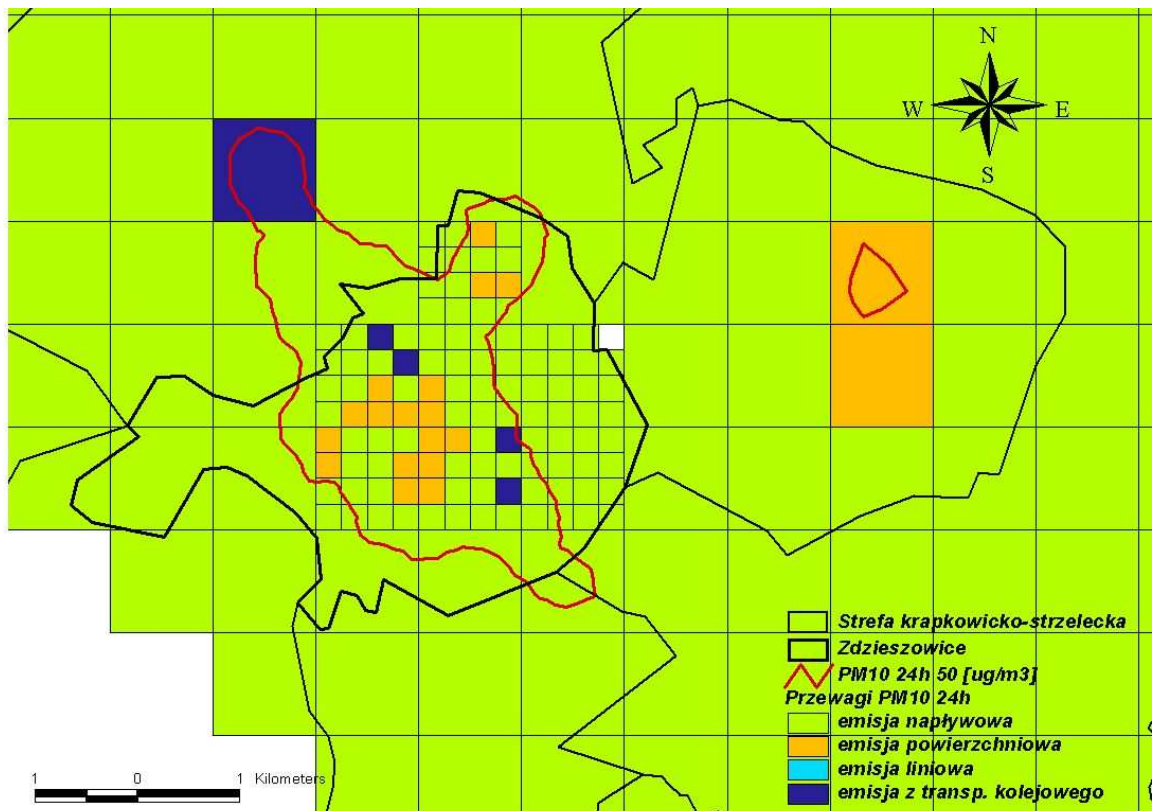 N
W E
S
Strefa krapkowicko-strzelecka
Zdzieszowice
PM10 24h 50 [ug/m3]
Przewagi PM10 24h
emisja napływowa
emisja powierzchniowa
emisja liniowa
emisja z transp. kolejowego
1 0 1 Kilometers